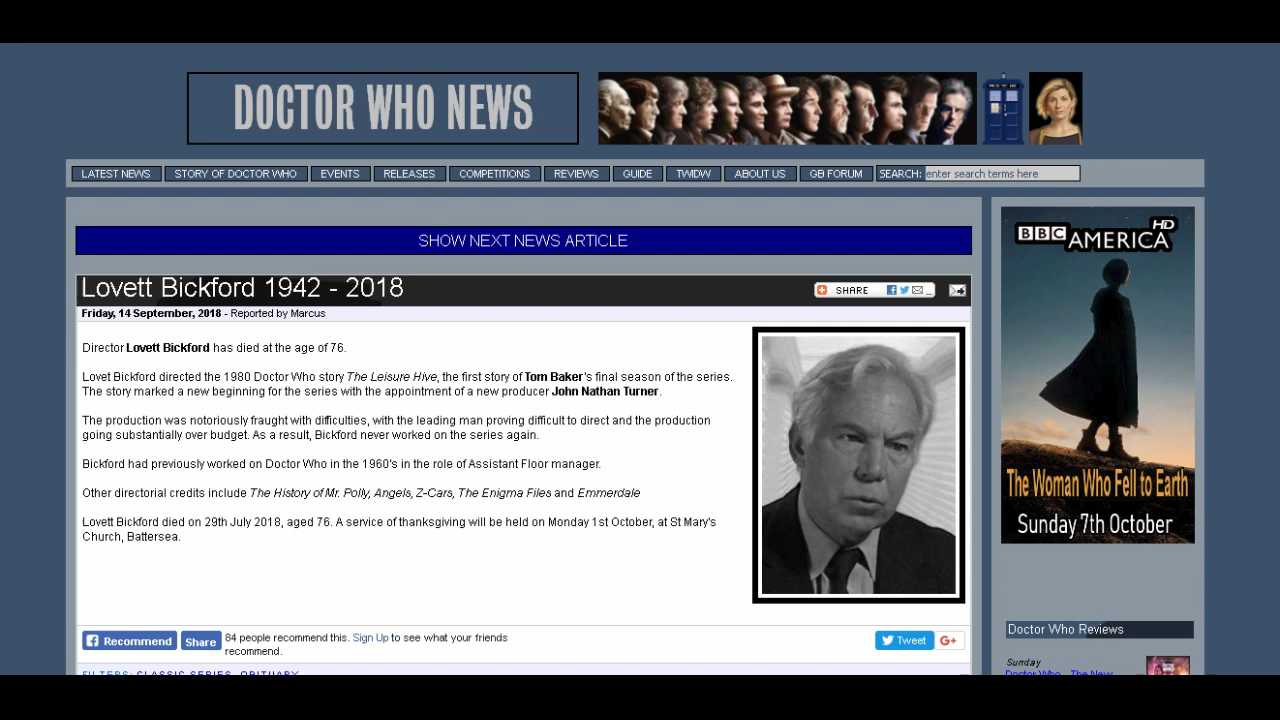 DOCTOR WHO NEWS
LATEST NEWS
STORY OF DOCTOR WHO
EVENTS
RELEASES
COMPETITIONS
REVIEWS
GUIDE
TWIDW
ABOUT US
GB FORUM
SEARCH: enter search terms here
SHOW NEXT NEWS ARTICLE
Lovett Bickford 1942 - 2018
SHARE
Friday, 14 September, 2018 - Reported by Marcus
Director Lovett Bickford has died at the age of 76.
Lovet Bickford directed the 1980 Doctor Who story The Leisure Hive, the first story of Tom Baker's final season of the series.
The story marked a new beginning for the series with the appointment of a new producer John Nathan Turner.
The production was notoriously fraught with difficulties, with the leading man proving difficult to direct and the production
going substantially over budget. As a result, Bickford never worked on the series again.
Bickford had previously worked on Doctor Who in the 1960's in the role of Assistant Floor manager.
Other directorial credits include The History of Mr. Polly, Angels, Z-Cars, The Enigma Files and Emmerdale
Lovett Bickford died on 29th July 2018, aged 76. A service of thanksgiving will be held on Monday 1st October, at St Mary's
Church, Battersea.
Recommend
Share
84 people recommend this. Sign Up to see what your friends
recommend.
Tweet
G+
FILTERS: CLASSIC SERIES, OBITUARY
BBC AMERICA HD
The Woman Who Fell to Earth
Sunday 7th October
Doctor Who Reviews
Sunday
Doctor Who - The New